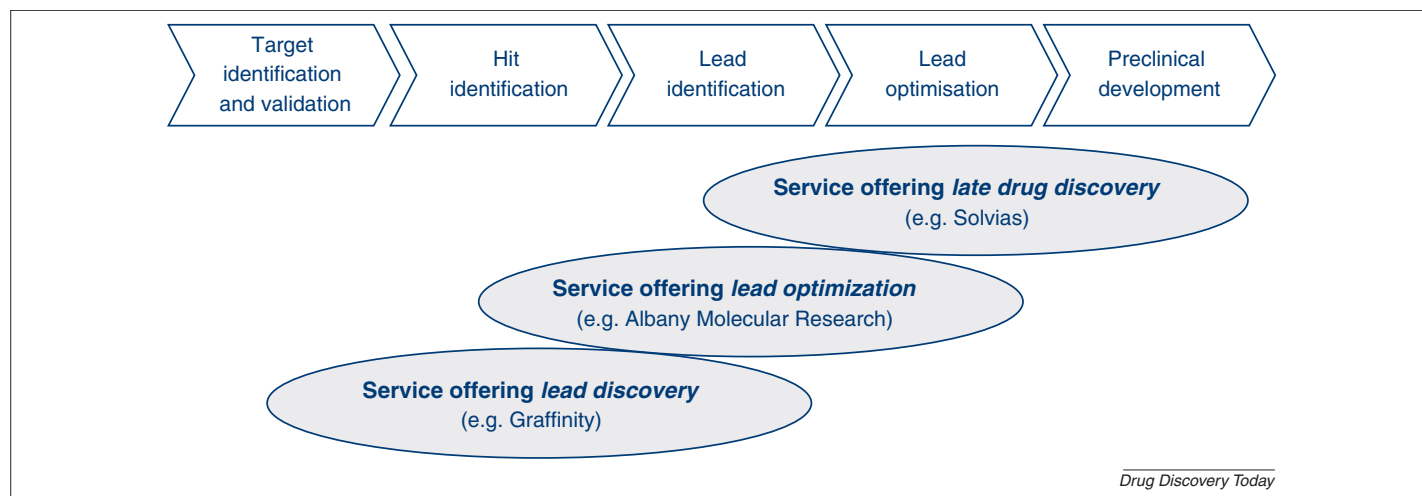 Target
identification
and validation
Hit
identification
Lead
identification
Lead
optimisation
Preclinical
development
Service offering late drug discovery
(e.g. Solvias)
Service offering lead optimization
(e.g. Albany Molecular Research)
Service offering lead discovery
(e.g. Graffinity)
Drug Discovery Today